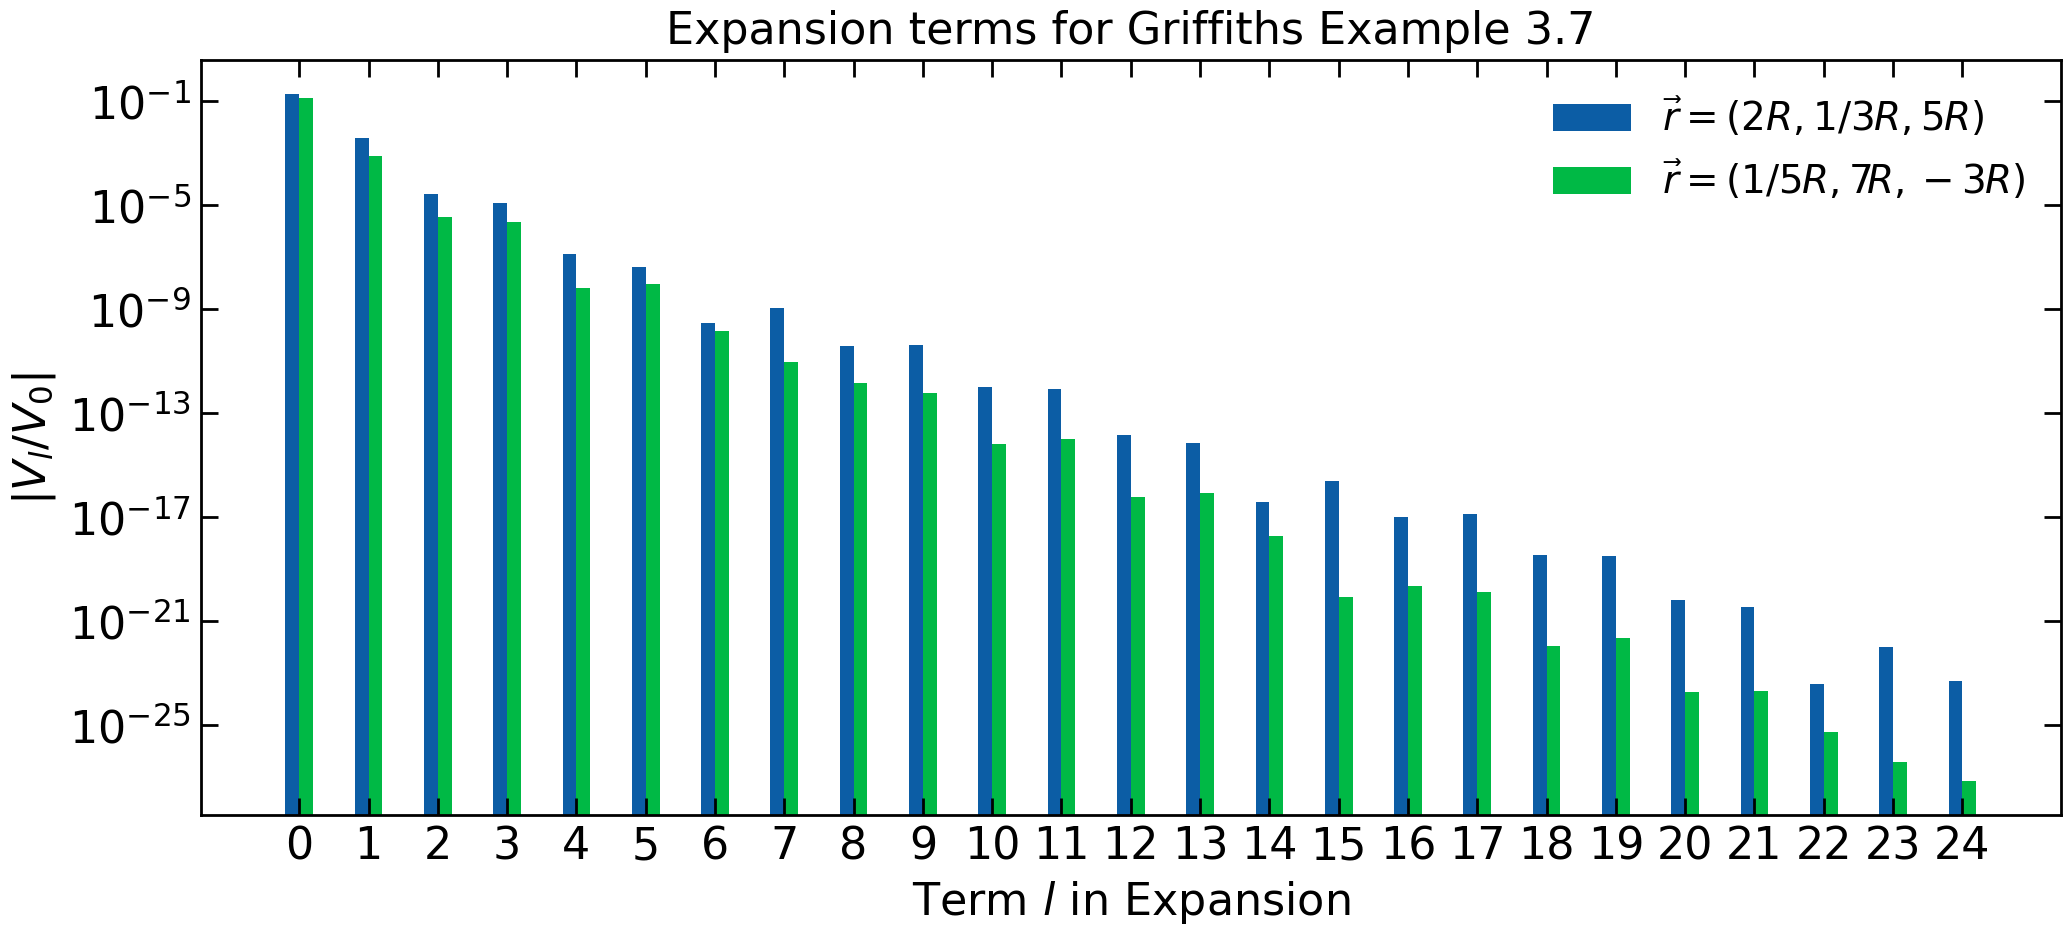 Expansion terms for Griffiths Example 3.7
|V_l/V_0|
10^{-1}
10^{-5}
10^{-9}
10^{-13}
10^{-17}
10^{-21}
10^{-25}
\vec{r} = (2R, 1/3R, 5R)
\vec{r} = (1/5R, 7R, −3R)
0 1 2 3 4 5 6 7 8 9 10 11 12 13 14 15 16 17 18 19 20 21 22 23 24
Term l in Expansion